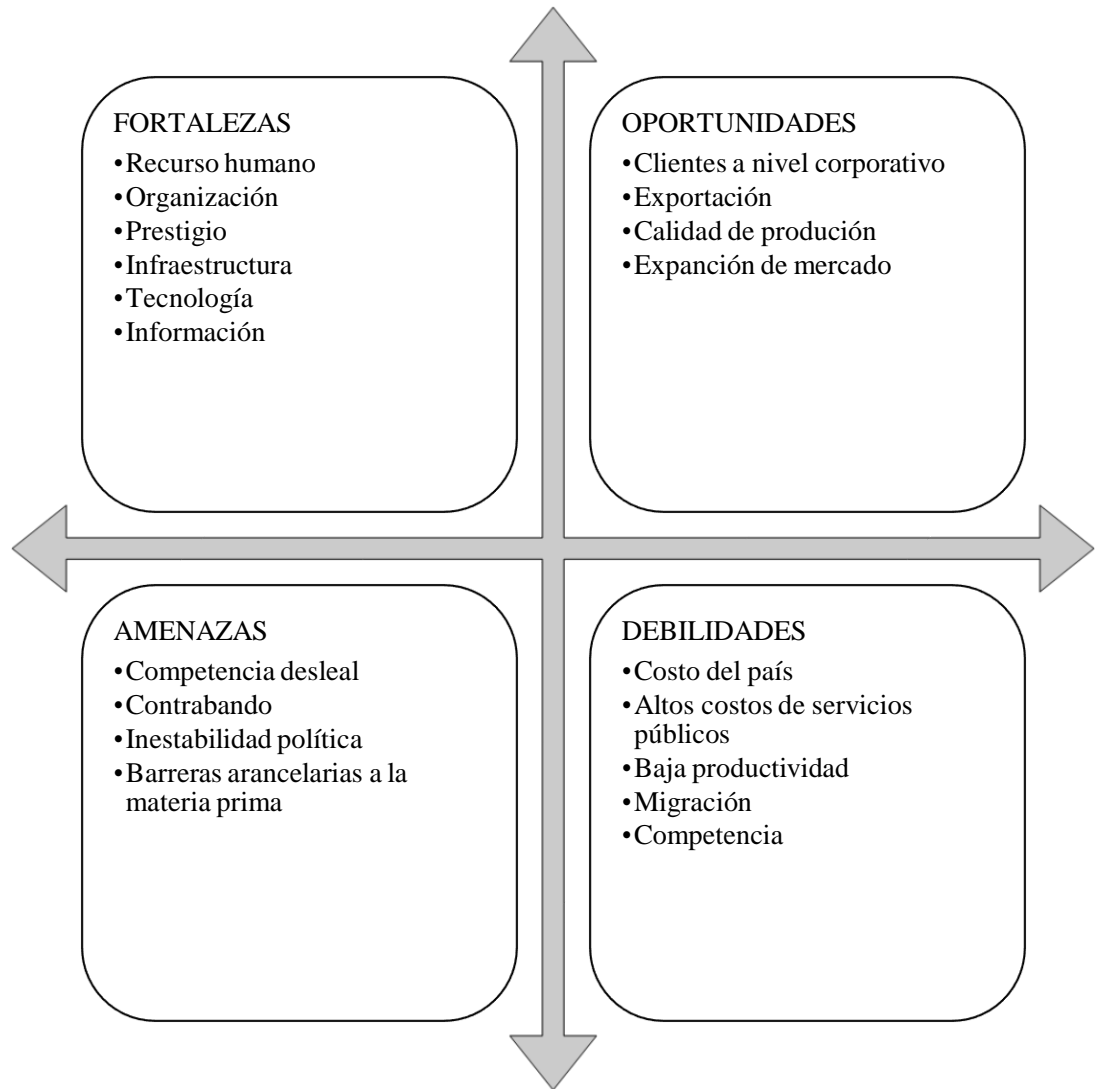 FORTALEZAS
•Recurso humano
•Organización
•Prestigio
•Infraestructura
•Tecnología
•Información
OPORTUNIDADES
•Clientes a nivel corporativo
•Exportación
•Calidad de produción
•Expanción de mercado
AMENAZAS
•Competencia desleal
•Contrabando
•Inestabilidad política
•Barreras arancelarias a la
materia prima
DEBILIDADES
•Costo del país
•Altos costos de servicios
públicos
•Baja productividad
•Migración
•Competencia